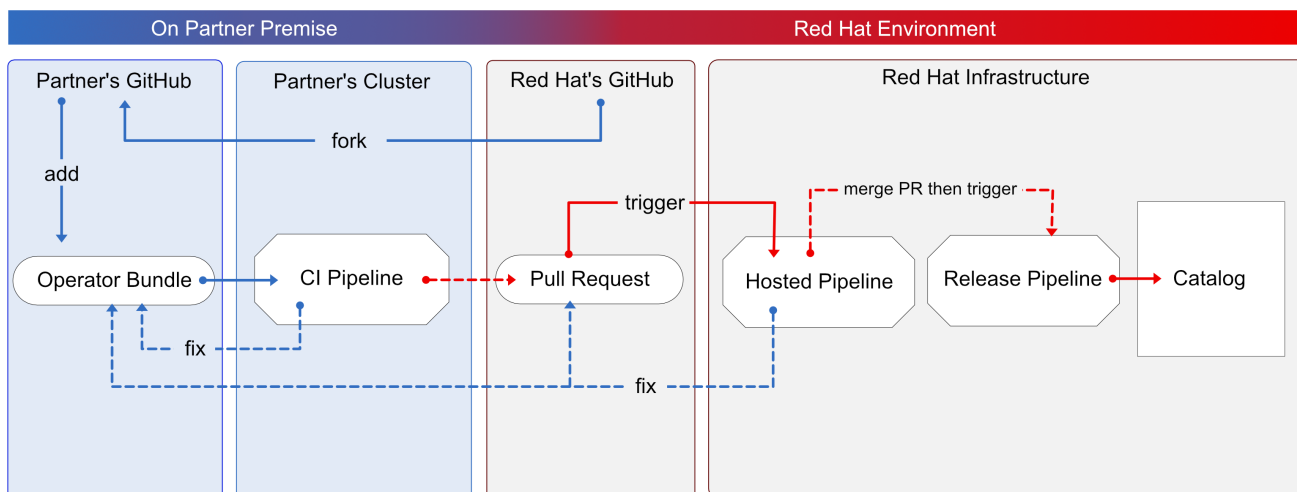 On Partner Premise
Red Hat Environment
Partner's GitHub
Partner's Cluster
Red Hat's GitHub
Red Hat Infrastructure
fork
add
trigger
merge PR then trigger
Operator Bundle
CI Pipeline
Pull Request
Hosted Pipeline
Release Pipeline
Catalog
fix
fix